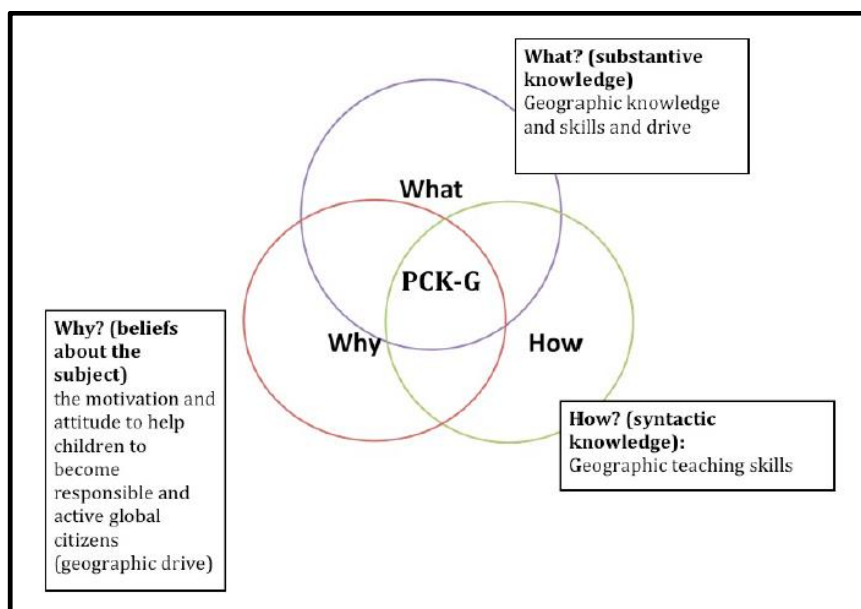 What? (substantive
knowledge)
Geographic knowledge
and skills and drive
What
PCK-G
Why
How
Why? (beliefs
about the
subject)
the motivation and
attitude to help
children to
become
responsible and
active global
citizens
(geographic drive)
How? (syntactic
knowledge):
Geographic teaching skills